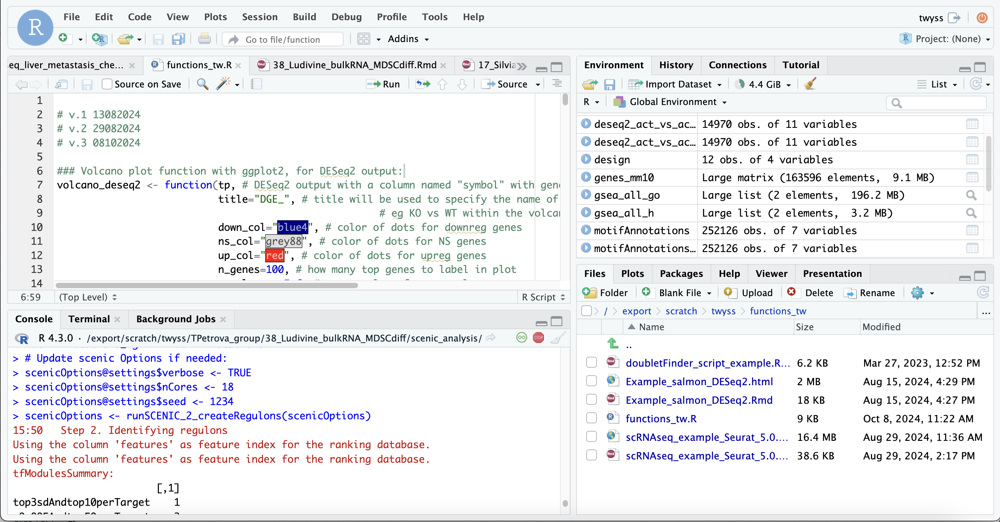 File Edit Code View Plots Session Build Debug Profile Tools Help
twyss
R
Go to file/function
Addins
Project: (None)
eq_liver_metastasis_che...
functions_tw.R
38_Ludivine_bulkRNA_MDSCdiff.Rmd
17_Silvia
Source on Save
Run
Source
1
2 # v.1 13082024
3 # v.2 29082024
4 # v.3 08102024
5
6 ### Volcano plot function with ggplot2, for DESeq2 output:
7 volcano_deseq2 <- function(tp, # DESeq2 output with a column named "symbol" with gen
8 title="DGE_", # title will be used to specify the name of
9 # eg KO vs WT within the volca
10 down_col="blue4", # color of dots for downreg genes
11 ns_col="grey88", # color of dots for NS genes
12 up_col="red", # color of dots for upreg genes
13 n_genes=100, # how many top genes to label in plot
14
6:59 (Top Level) R Script
Console Terminal Background Jobs
R 4.3.0 · /export/scratch/twyss/TPetrova_group/38_Ludivine_bulkRNA_MDSCdiff/scenic_analysis/
STOP
> # Update scenic Options if needed:
> scenicOptions@settings$verbose <- TRUE
> scenicOptions@settings$nCores <- 18
> scenicOptions@settings$seed <- 1234
> scenicOptions <- runSCENIC_2_createRegulons(scenicOptions)
15:50 Step 2. Identifying regulons
Using the column 'features' as feature index for the ranking database.
Using the column 'features' as feature index for the ranking database.
tfModulesSummary:
[,1]
top3sdAndtop10perTarget 1
Environment History Connections Tutorial
Import Dataset 4.4 GiB List
R Global Environment
deseq2_act_vs_ac... 14970 obs. of 11 variables
deseq2_act_vs_ac... 14970 obs. of 11 variables
design 12 obs. of 4 variables
genes_mm10 Large matrix (163596 elements, 9.1 MB)
gsea_all_go Large list (2 elements, 196.2 MB)
gsea_all_h Large list (2 elements, 3.2 MB)
motifAnnotations 252126 obs. of 7 variables
motifAnnotations... 252126 obs. of 7 variables
Files Plots Packages Help Viewer Presentation
Folder Blank File Upload Delete Rename
/ export scratch twyss functions_tw ...
Name Size Modified
..
doubletFinder_script_example.R... 6.2 KB Mar 27, 2023, 12:52 PM
Example_salmon_DESeq2.html 2 MB Aug 15, 2024, 4:29 PM
Example_salmon_DESeq2.Rmd 18 KB Aug 15, 2024, 4:27 PM
functions_tw.R 9 KB Oct 8, 2024, 11:22 AM
scRNAseq_example_Seurat_5.0.... 16.4 MB Aug 29, 2024, 11:36 AM
scRNAseq_example_Seurat_5.0.... 38.6 KB Aug 29, 2024, 2:17 PM